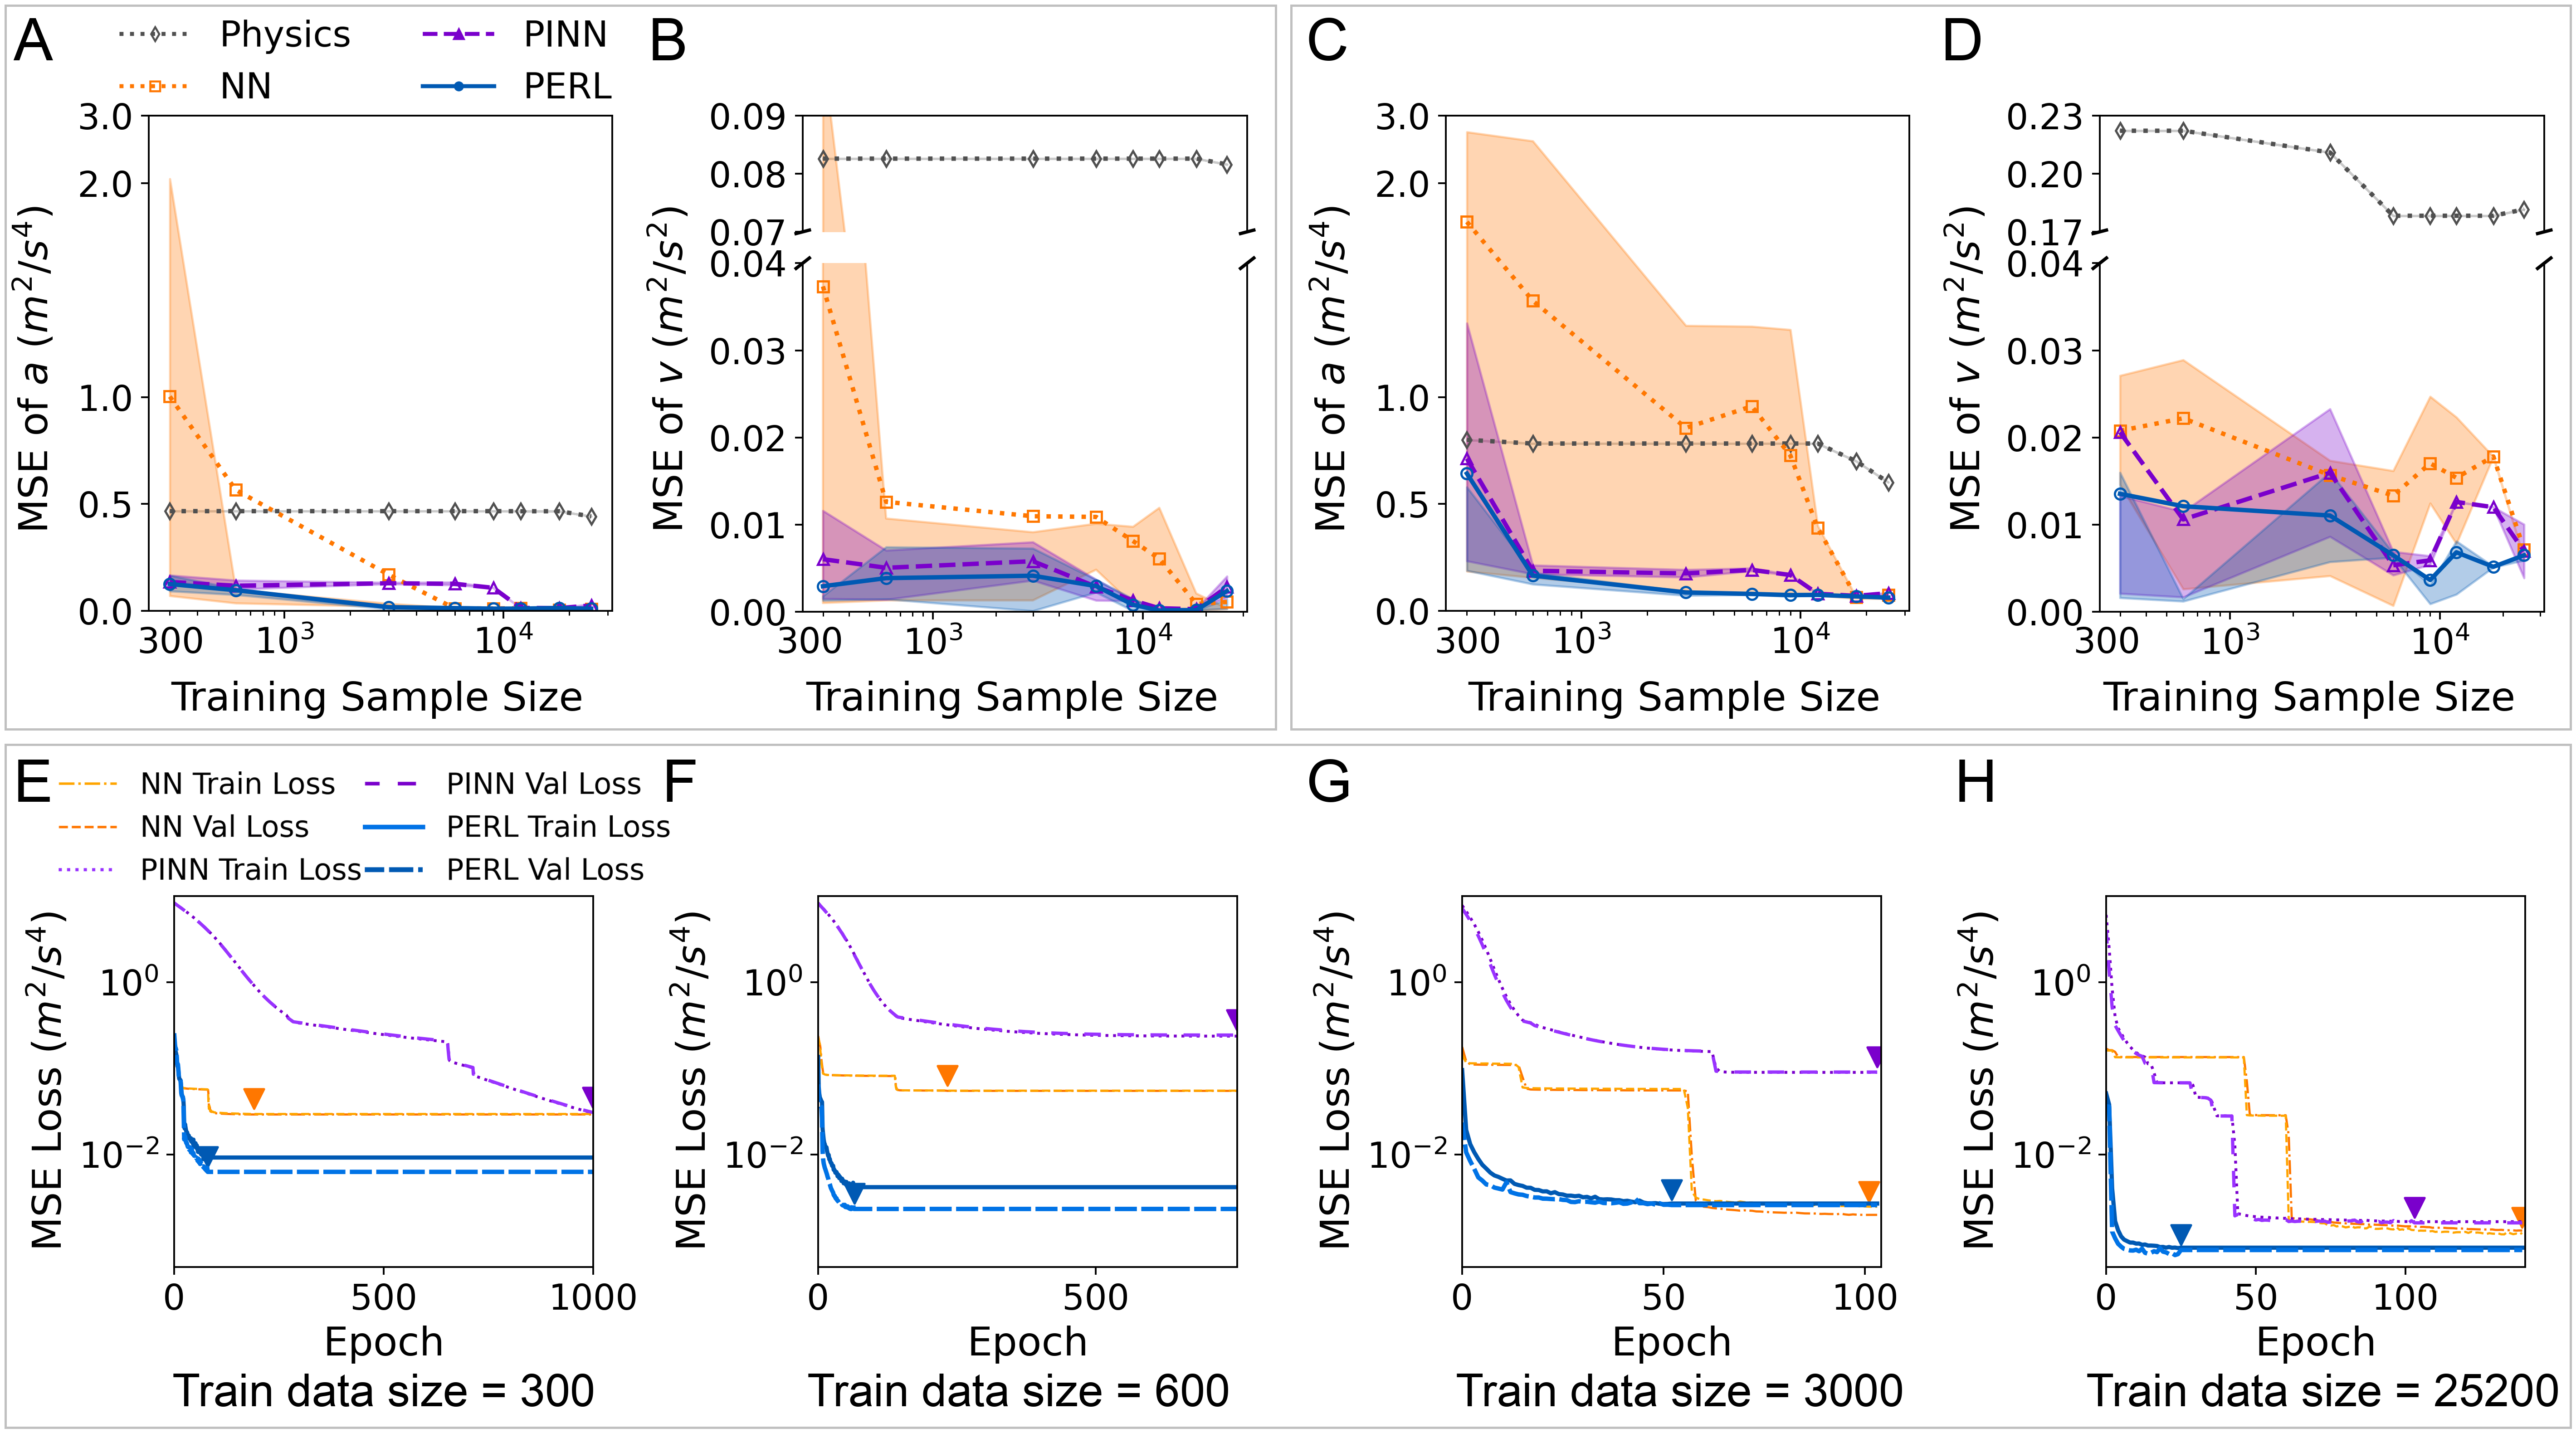 A
Physics
NN
PINN
PERL
3.0
2.0
1.0
0.5
0.0
MSE of a (m²/s⁴)
300 10³ 10⁴
Training Sample Size
B
0.09
0.08
0.07
0.04
0.03
0.02
0.01
0.00
MSE of v (m²/s²)
300 10³ 10⁴
Training Sample Size
C
3.0
2.0
1.0
0.5
0.0
MSE of a (m²/s⁴)
300 10³ 10⁴
Training Sample Size
D
0.23
0.20
0.17
0.04
0.03
0.02
0.01
0.00
MSE of v (m²/s²)
300 10³ 10⁴
Training Sample Size
E
NN Train Loss
NN Val Loss
PINN Train Loss
PINN Val Loss
PERL Train Loss
PERL Val Loss
10⁰
10⁻²
MSE Loss (m²/s⁴)
0 500 1000
Epoch
Train data size = 300
F
10⁰
10⁻²
MSE Loss (m²/s⁴)
0 500
Epoch
Train data size = 600
G
10⁰
10⁻²
MSE Loss (m²/s⁴)
0 50 100
Epoch
Train data size = 3000
H
10⁰
10⁻²
MSE Loss (m²/s⁴)
0 50 100
Epoch
Train data size = 25200